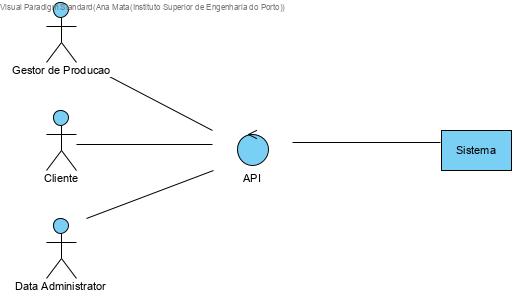 Visual Paradigm Standard(Ana Mata(Instituto Superior de Engenharia do Porto))
Gestor de Producao
Cliente
API
Sistema
Data Administrator